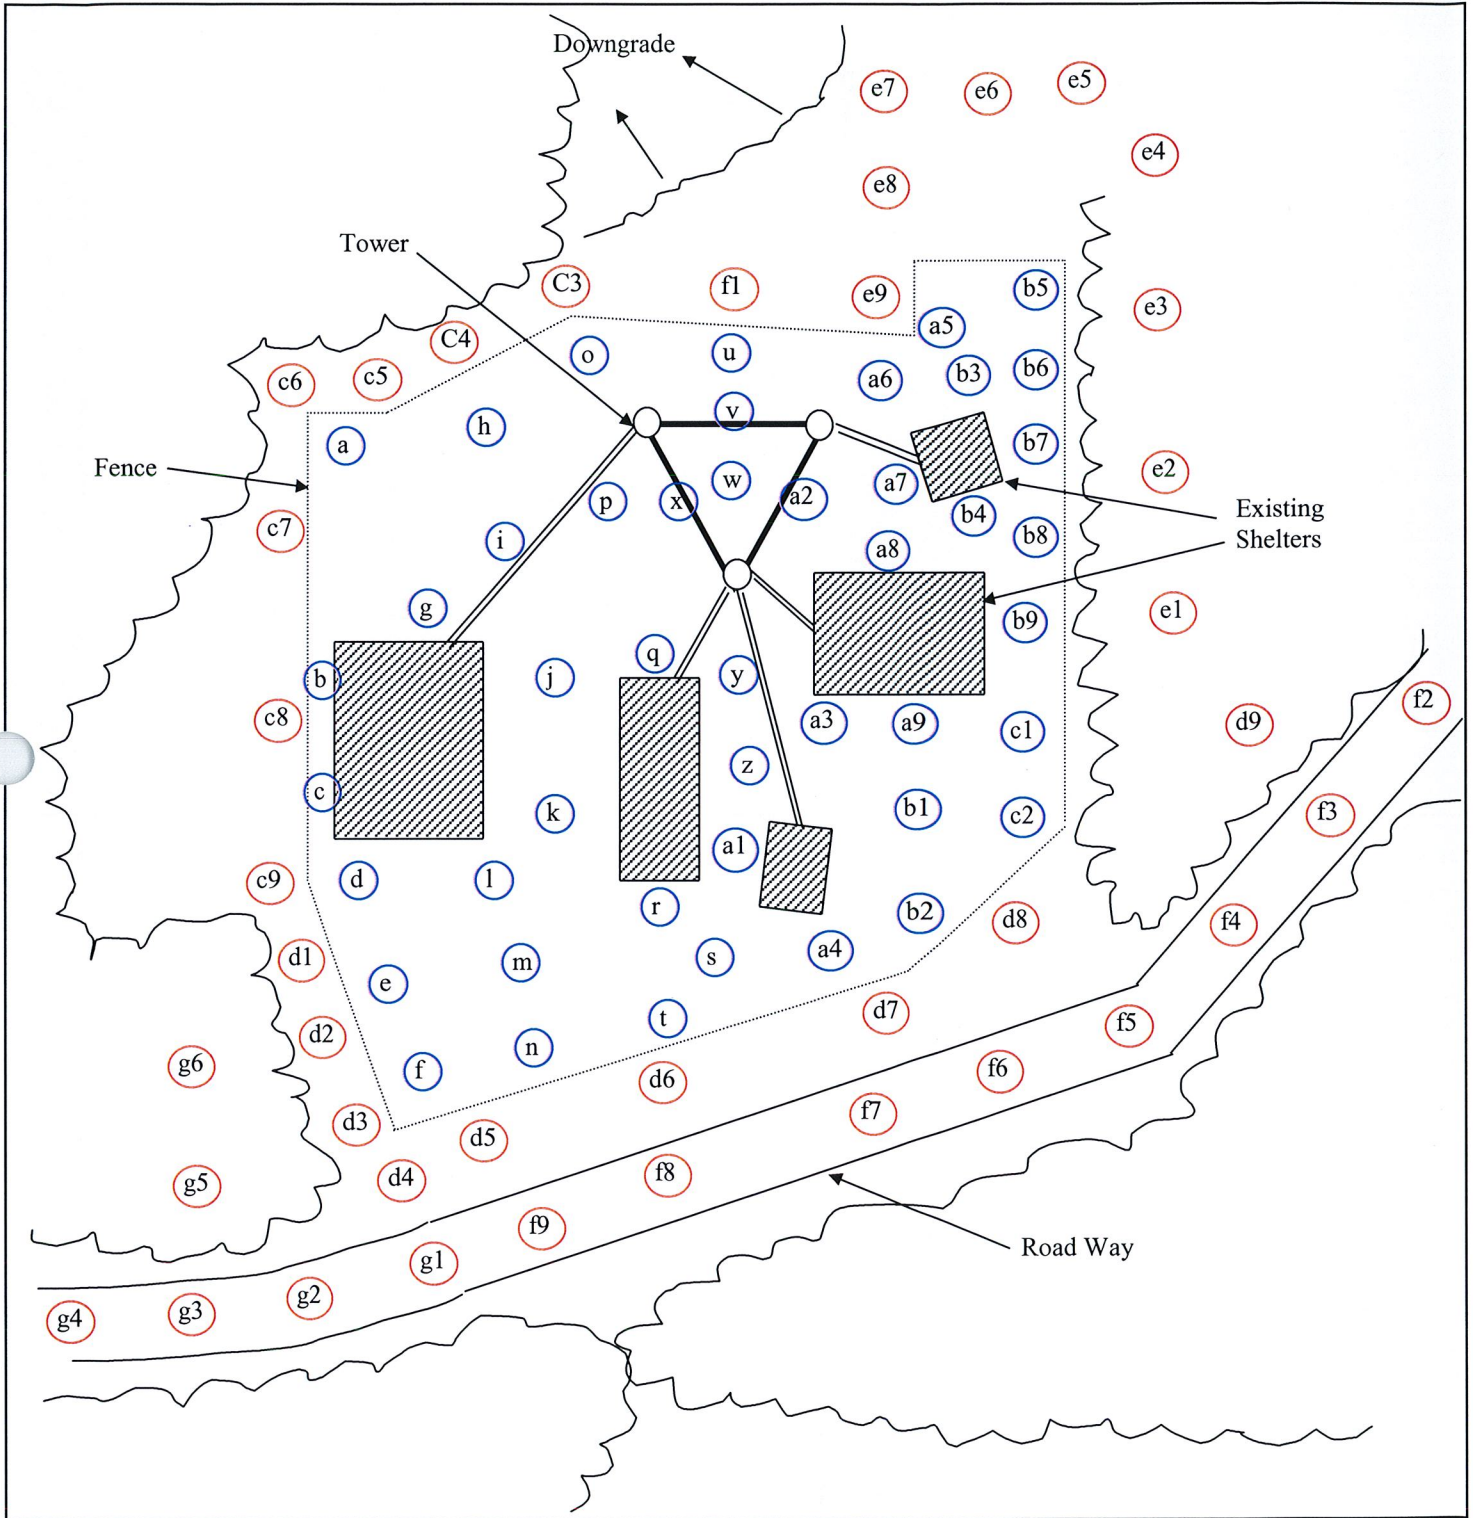 Downgrade
e7
e6
e5
e4
e8
Tower
C3
f1
e9
b5
e3
a5
C4
o
u
c6
c5
a6
b3
b6
v
a
h
b7
Fence
w
a7
e2
p
x
a2
b4
Existing
Shelters
c7
i
a8
b8
g
b9
e1
b
j
q
y
c8
a3
a9
c1
d9
f2
c
k
z
b1
c2
f3
c9
d
l
a1
r
b2
d8
f4
d1
e
m
s
a4
d2
n
t
d7
f5
g6
f
d6
f6
d3
d5
f7
g5
d4
f8
f9
g1
Road Way
g4
g3
g2